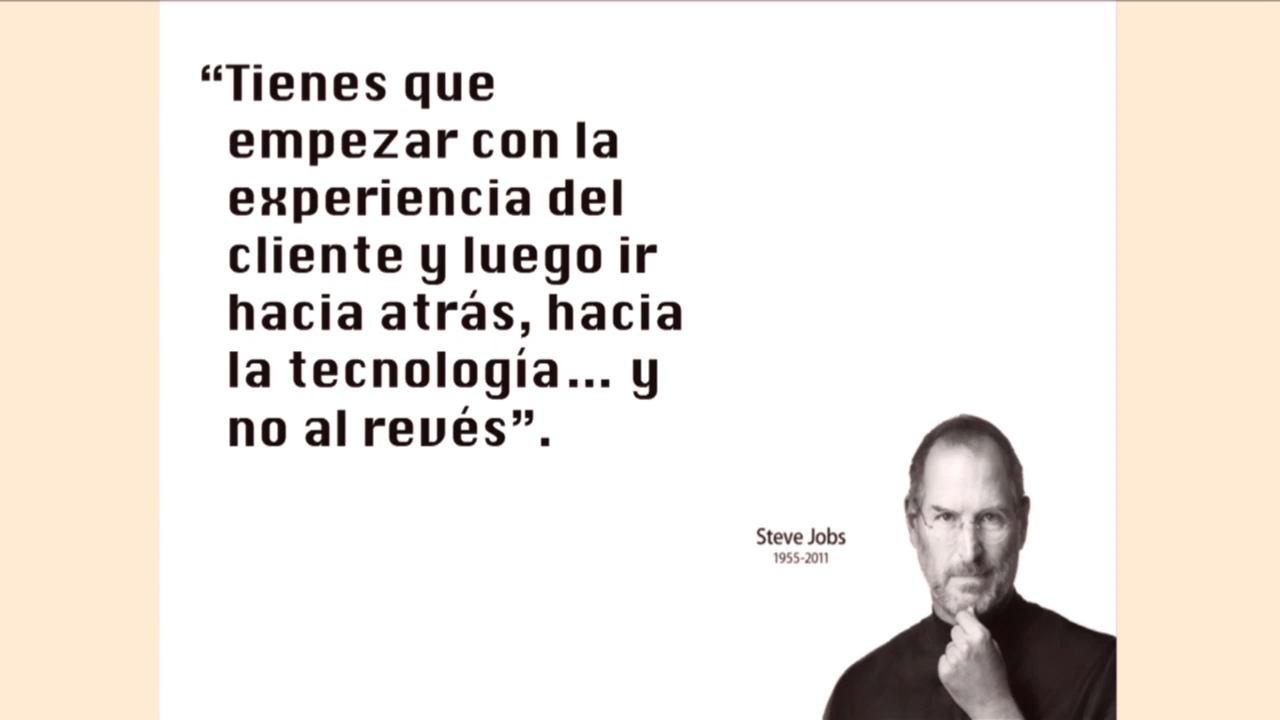 “Tienes que
empezar con la
experiencia del
cliente y luego ir
hacia atrás, hacia
la tecnología... y
no al revés”.
Steve Jobs
1955-2011